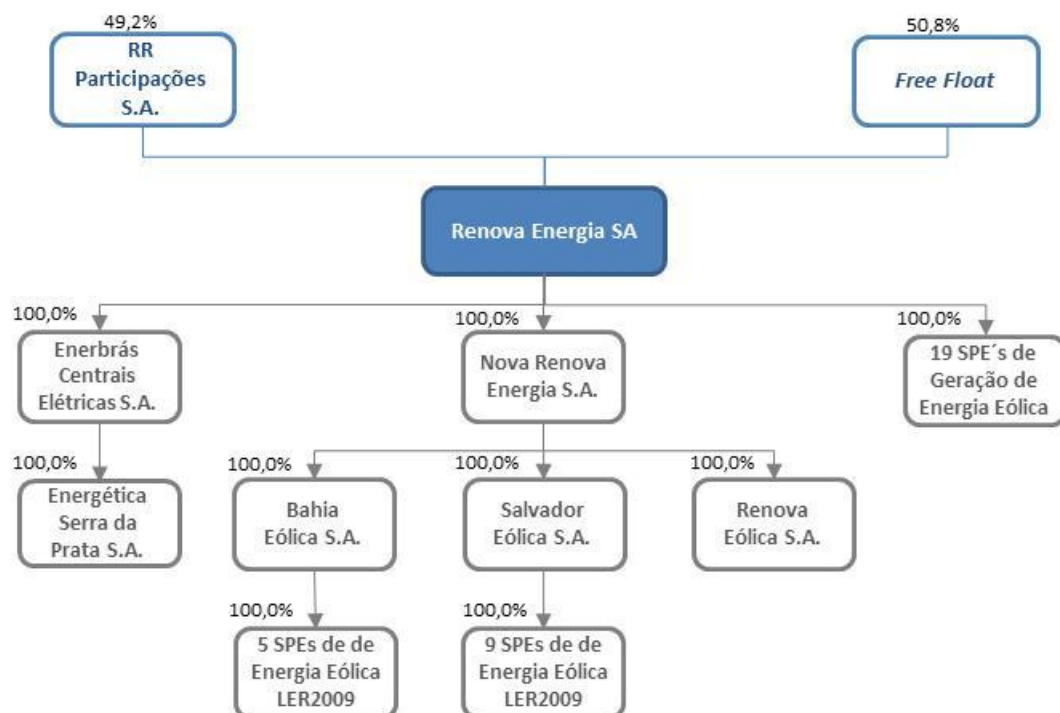 49,2%
RR
Participações
S.A.
50,8%
Free Float
Renova Energia SA
100,0%
Enerbrás
Centrais
Elétricas S.A.
100,0%
Nova Renova
Energia S.A.
100,0%
19 SPE´s de
Geração de
Energia Eólica
100,0%
Energética
Serra da
Prata S.A.
100,0%
Bahia
Eólica S.A.
100,0%
Salvador
Eólica S.A.
100,0%
Renova
Eólica S.A.
100,0%
5 SPEs de de
Energia Eólica
LER2009
100,0%
9 SPEs de de
Energia Eólica
LER2009